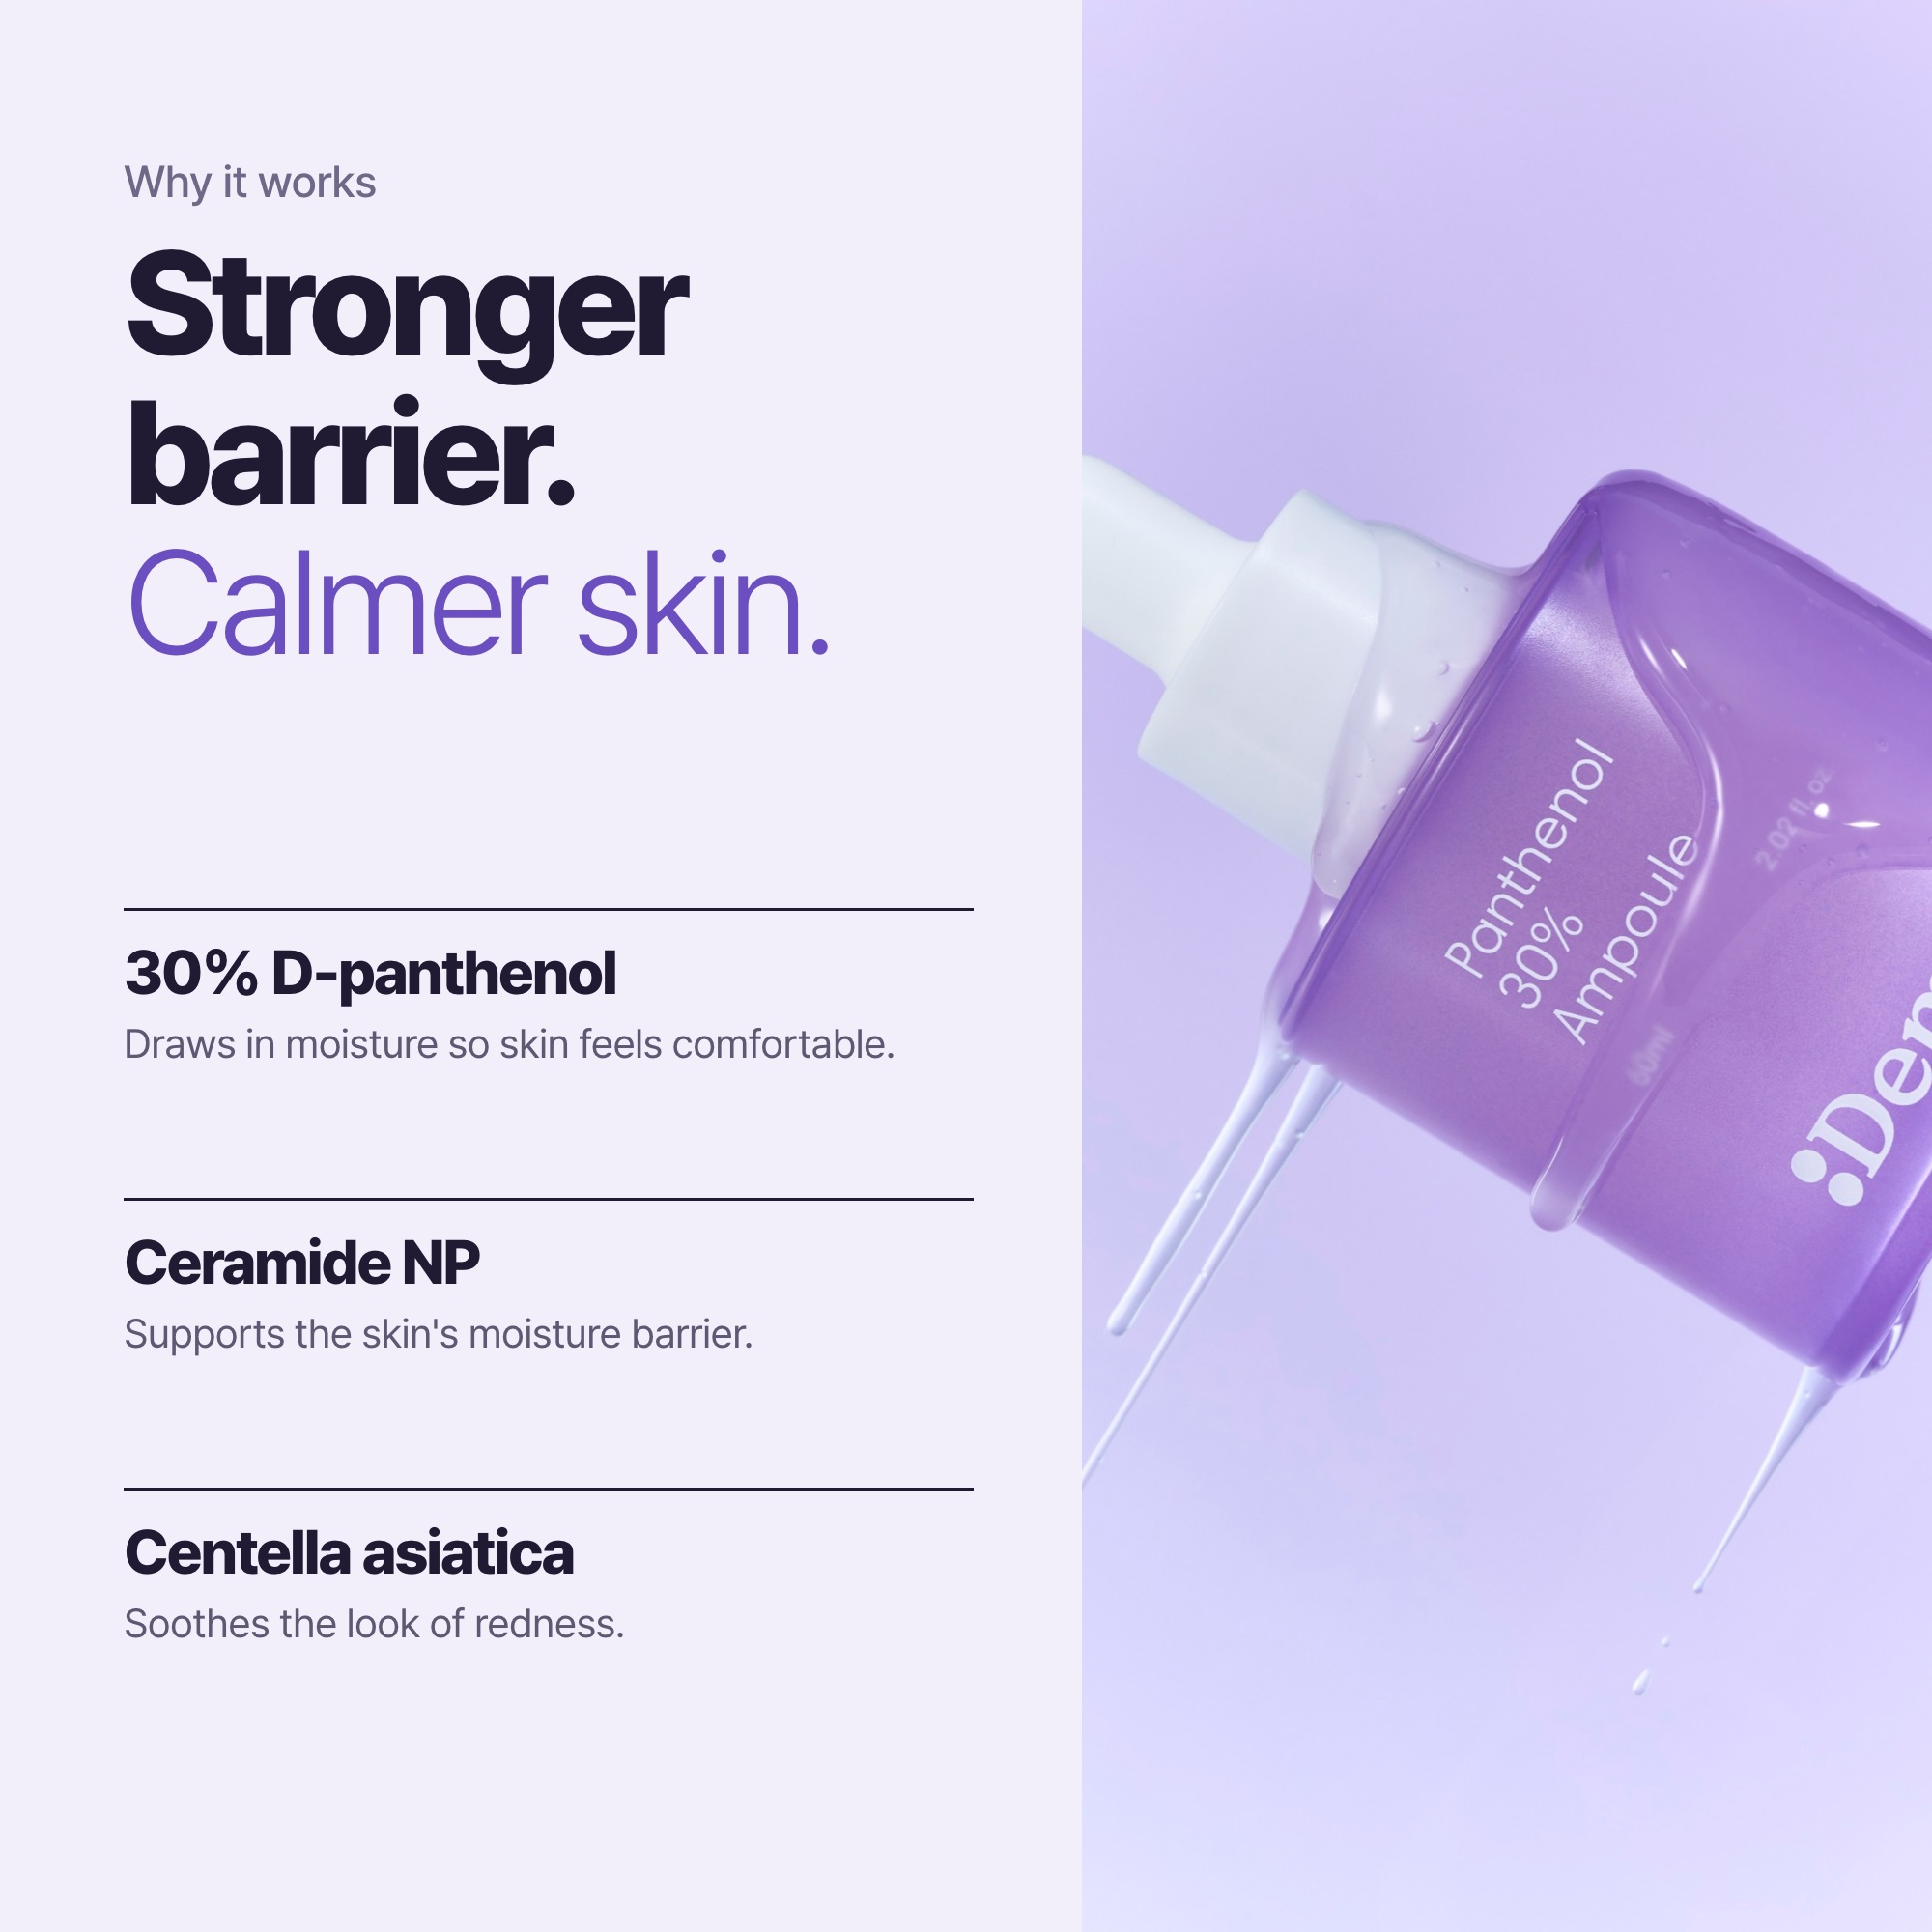 Why it works
Stronger
barrier.
Calmer skin.
30% D-panthenol
Draws in moisture so skin feels comfortable.
Ceramide NP
Supports the skin's moisture barrier.
Centella asiatica
Soothes the look of redness.
Panthenol
30%
Ampoule
60ml
2.02 fl.oz